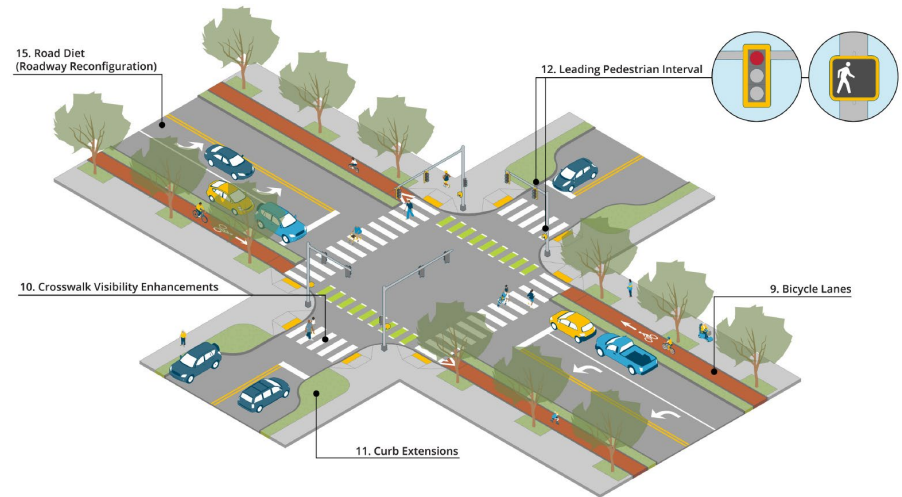 15. Road Diet
(Roadway Reconfiguration)
12. Leading Pedestrian Interval
10. Crosswalk Visibility Enhancements
9. Bicycle Lanes
11. Curb Extensions